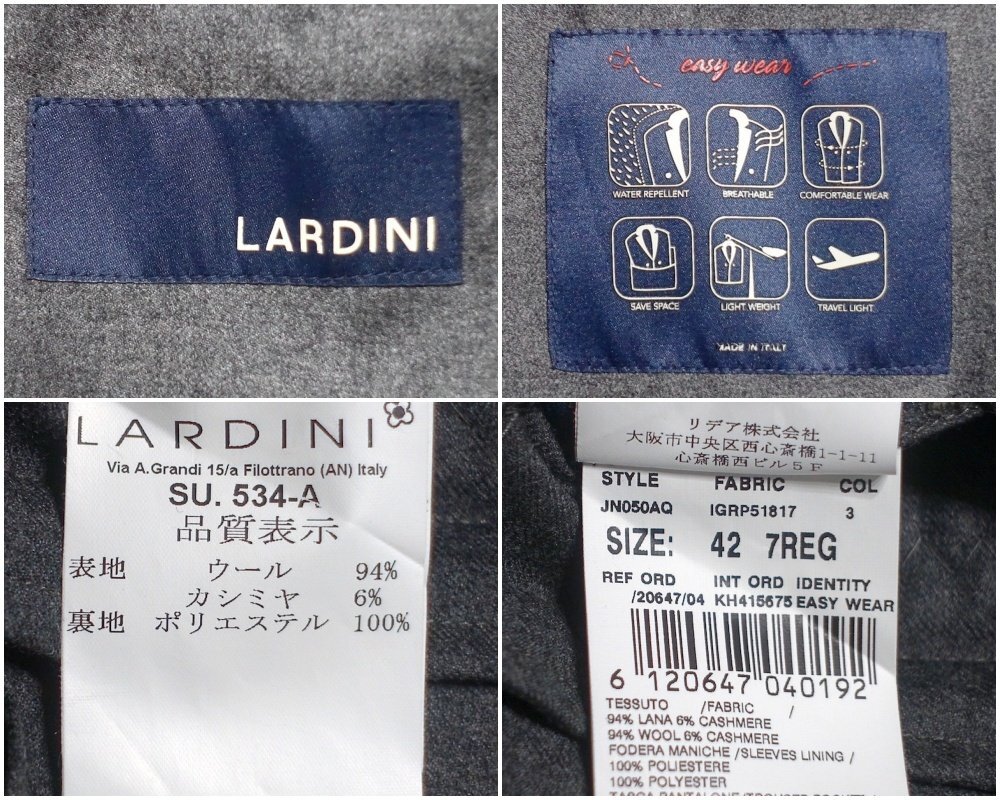 LARDINI
easy wear
WATER REPELLENT BREATHABLE COMFORTABLE WEAR
SAVE SPACE LIGHT WEIGHT TRAVEL LIGHT
MADE IN ITALY
LARDINI
Via A.Grandi 15/a Filottrano (AN) Italy
SU. 534-A
品質表示
表地 ウール 94%
カシミヤ 6%
裏地 ポリエステル 100%
リデア株式会社
大阪市中央区西心斎橋1-1-11
心斎橋西ビル5F
STYLE FABRIC COL
JN050AQ IGRP51817 3
SIZE: 42 7REG
REF ORD INT ORD IDENTITY
/20647/04 KH415675 EASY WEAR
6 120647 040192
TESSUTO /FABRIC /
94% LANA 6% CASHMERE
94% WOOL 6% CASHMERE
FODERA MANICHE /SLEEVES LINING /
100% POLIESTERE
100% POLYESTER